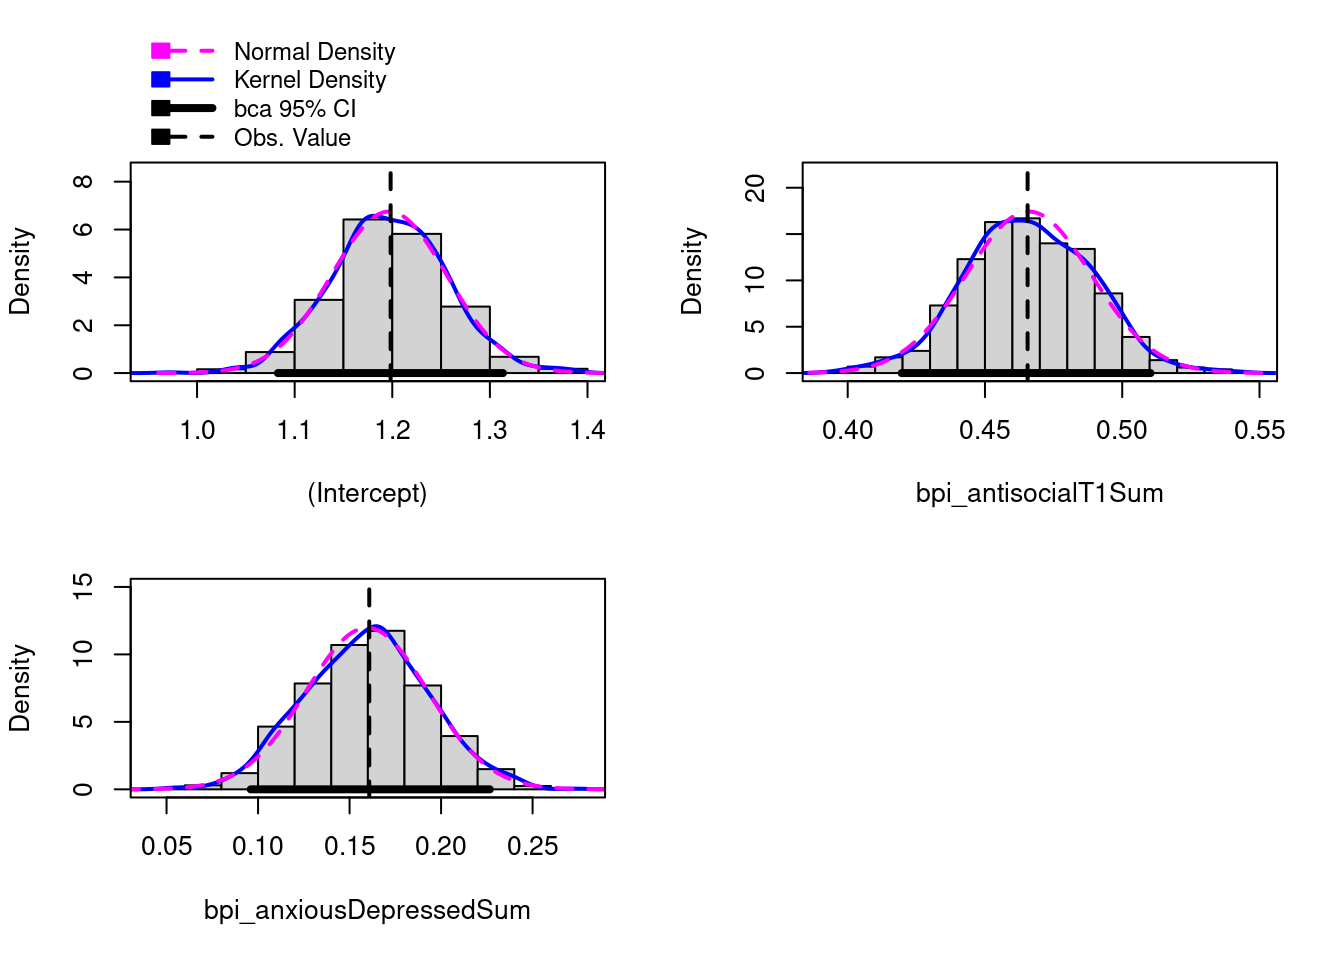 Normal Density
Kernel Density
bca 95% CI
Obs. Value
Density
0 2 4 6 8
1.0 1.1 1.2 1.3 1.4
(Intercept)
Density
0 5 10 20
0.40 0.45 0.50 0.55
bpi_antisocialT1Sum
Density
0 5 10 15
0.05 0.10 0.15 0.20 0.25
bpi_anxiousDepressedSum